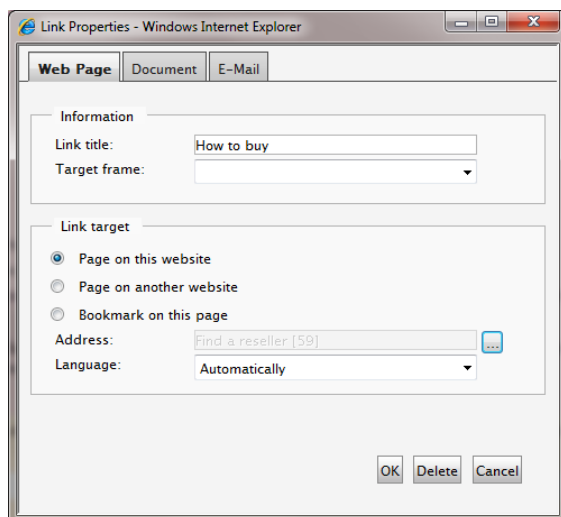 Link Properties - Windows Internet Explorer
Web Page Document E-Mail
Information
Link title: How to buy
Target frame:
Link target
Page on this website
Page on another website
Bookmark on this page
Address: Find a reseller [59] ...
Language: Automatically
OK Delete Cancel